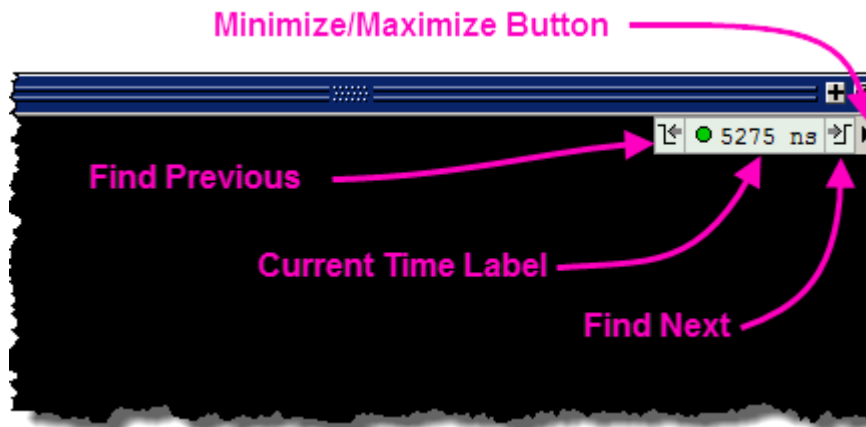 Minimize/Maximize Button
5275 ns
Find Previous
Current Time Label
Find Next